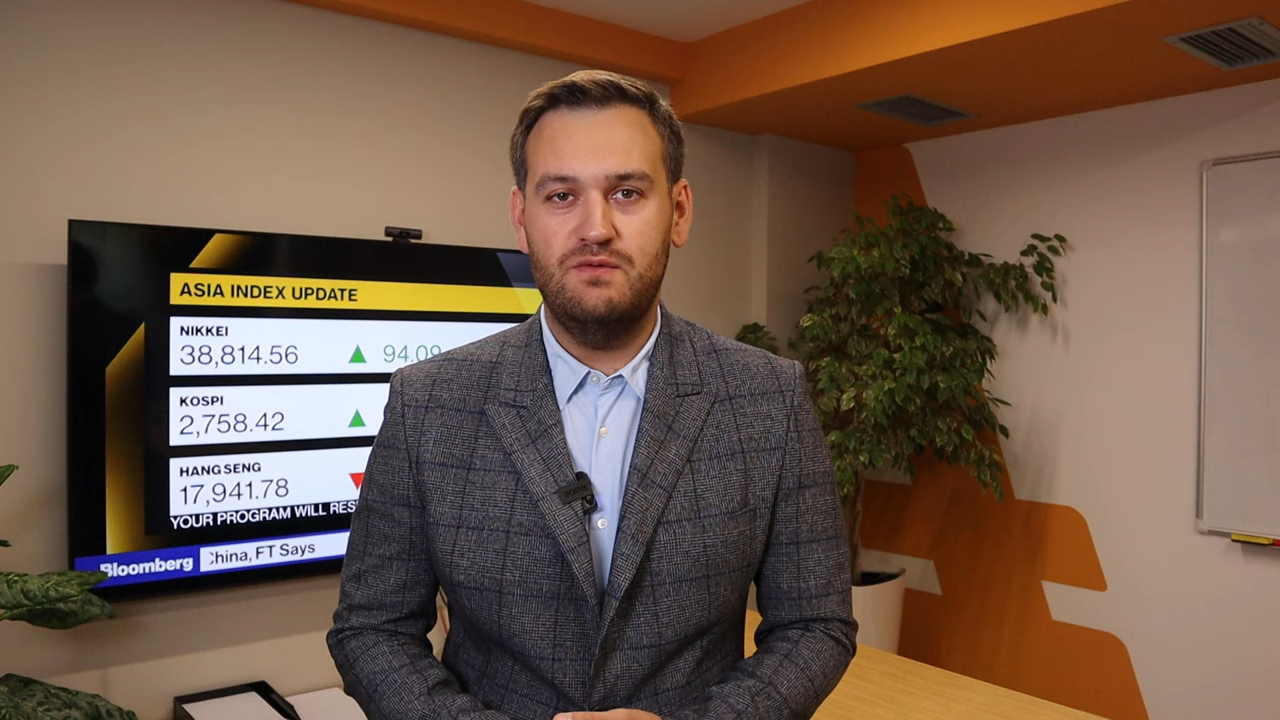 ASIA INDEX UPDATE
NIKKEI
38,814.56 ▲ 94.09
KOSPI
2,758.42 ▲
HANG SENG
17,941.78 ▼
YOUR PROGRAM WILL
Bloomberg China, FT Says